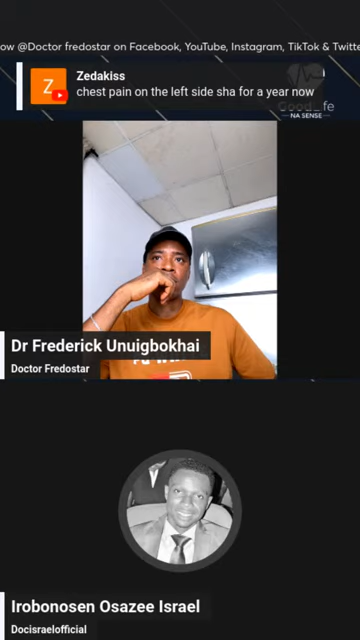 ow @Doctor fredostar on Facebook, YouTube, Instagram, TikTok & Twitte
Zedakiss
Z
chest pain on the left side sha for a year now
GoodLife
NA SENSE
Dr Frederick Unuigbokhai
Doctor Fredostar
Irobonosen Osazee Israel
Docisraelofficial